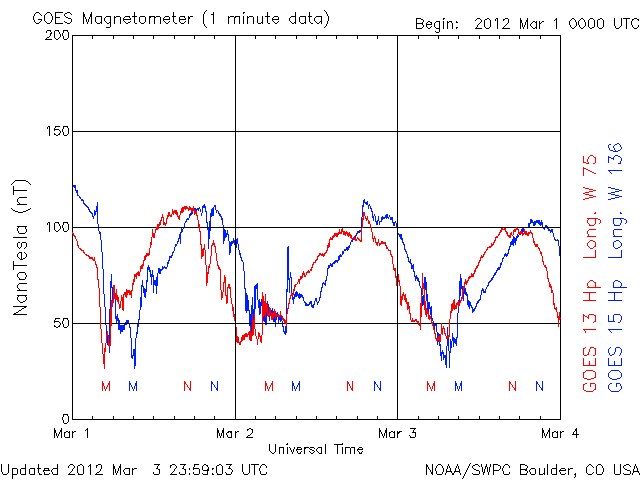 GOES Magnetometer (1 minute data)
Begin: 2012 Mar 1 0000 UTC
200
150
100
50
0
NanoTesla (nT)
M M N N M M N N M M N N
Mar 1 Mar 2 Mar 3 Mar 4
Universal Time
GOES 13 Hp Long. W 75
GOES 15 Hp Long. W 136
Updated 2012 Mar 3 23:59:03 UTC
NOAA/SWPC Boulder, CO USA